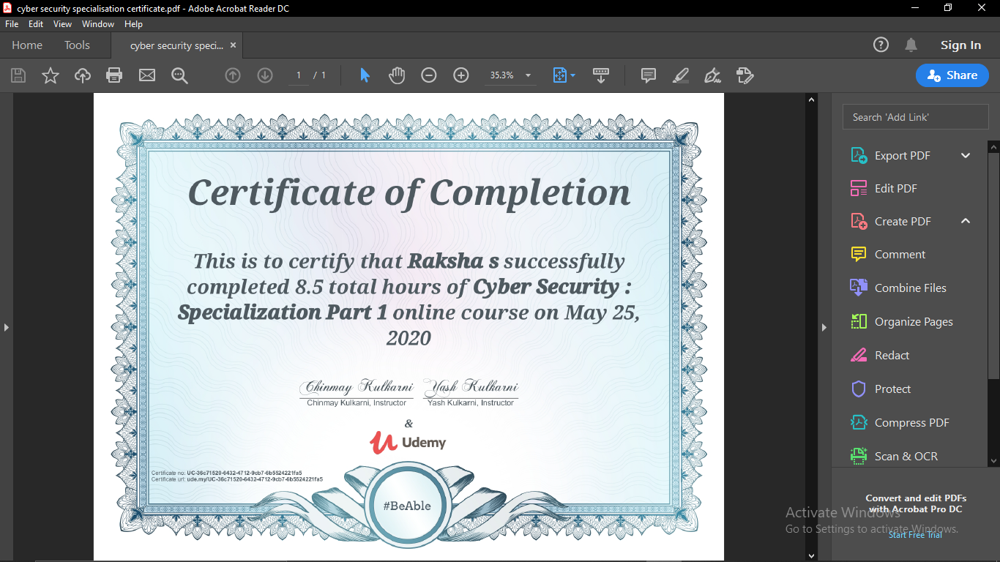 cyber security specialisation certificate.pdf - Adobe Acrobat Reader DC
File Edit View Window Help
Home Tools cyber security speci... × Sign In
1 / 1 35.3% Share
Search 'Add Link'
Export PDF
Edit PDF
Create PDF
Comment
Combine Files
Organize Pages
Redact
Protect
Compress PDF
Scan & OCR
Convert and edit PDFs
with Acrobat Pro DC
Start Free Trial
Activate Windows
Go to Settings to activate Windows.
Certificate of Completion
This is to certify that Raksha s successfully
completed 8.5 total hours of Cyber Security :
Specialization Part 1 online course on May 25,
2020
Chinmay Kulkarni Yash Kulkarni
Chinmay Kulkarni, Instructor Yash Kulkarni, Instructor
&
Udemy
Certificate no: UC-36c71520-6432-4712-9cb7-6b5524221fa5
Certificate url: ude.my/UC-36c71520-6432-4712-9cb7-6b5524221fa5
#BeAble